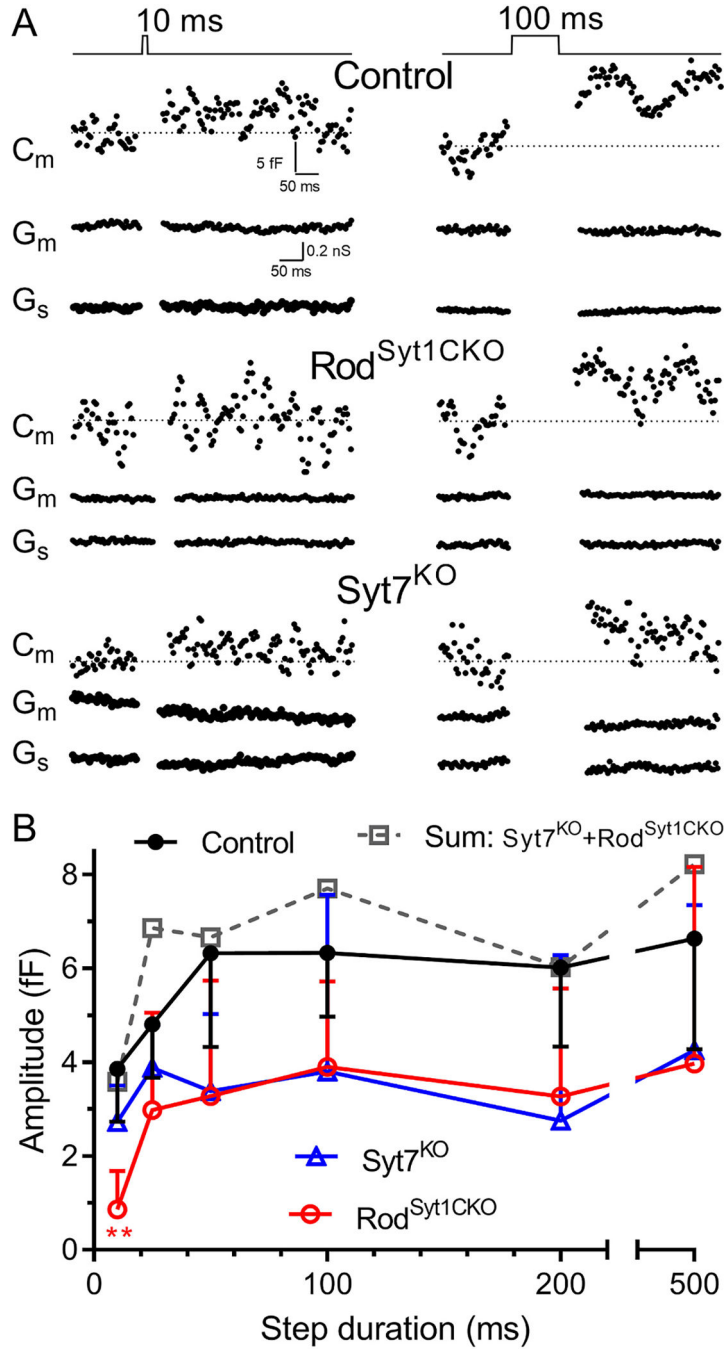 A
10 ms 100 ms
Control
Cm
5 fF
50 ms
Gm
0.2 nS
50 ms
Gs
RodSyt1CKO
Cm
Gm
Gs
Syt7KO
Cm
Gm
Gs
B
Control Sum: Syt7KO+RodSyt1CKO
8
6
4
2
0
Amplitude (fF)
Syt7KO
RodSyt1CKO
**
0 100 200 500
Step duration (ms)